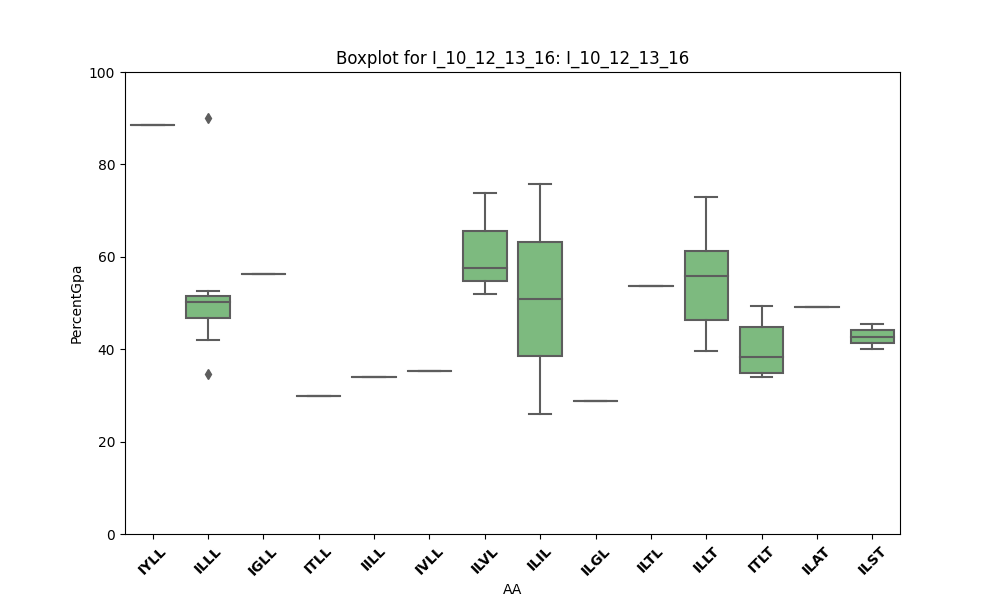 Boxplot for I_10_12_13_16: I_10_12_13_16
100
80
60
40
20
0
PercentGpa
IYLL
ILLL
IGLL
ITLL
IILL
IVLL
ILVL
ILIL
ILGL
ILTL
ILLT
ITLT
ILAT
ILST
AA